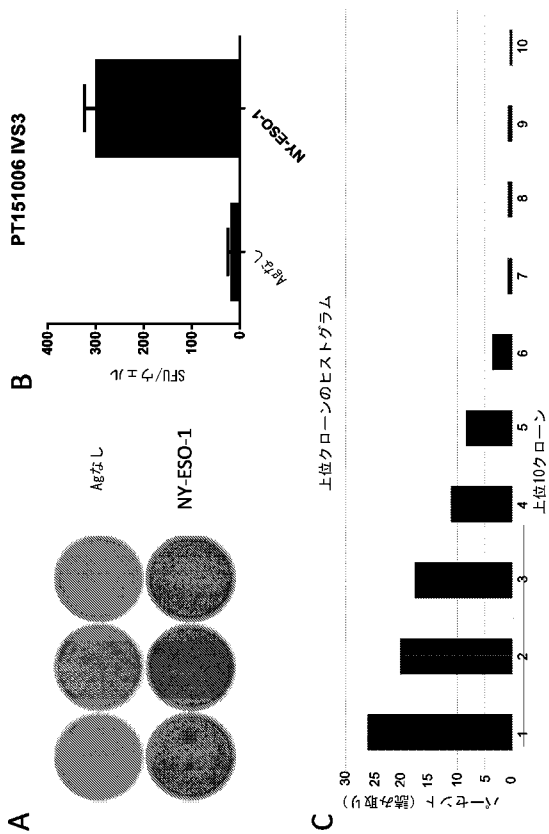 A
Agなし
NY-ESO-1
B
PT151006 IVS3
400
300
200
100
0
SFU/ウェル
Agなし
NY-ESO-1
C
上位クローンのヒストグラム
30
25
20
15
10
5
0
パーセント (読み取り)
1 2 3 4 5 6 7 8 9 10
上位10クローン